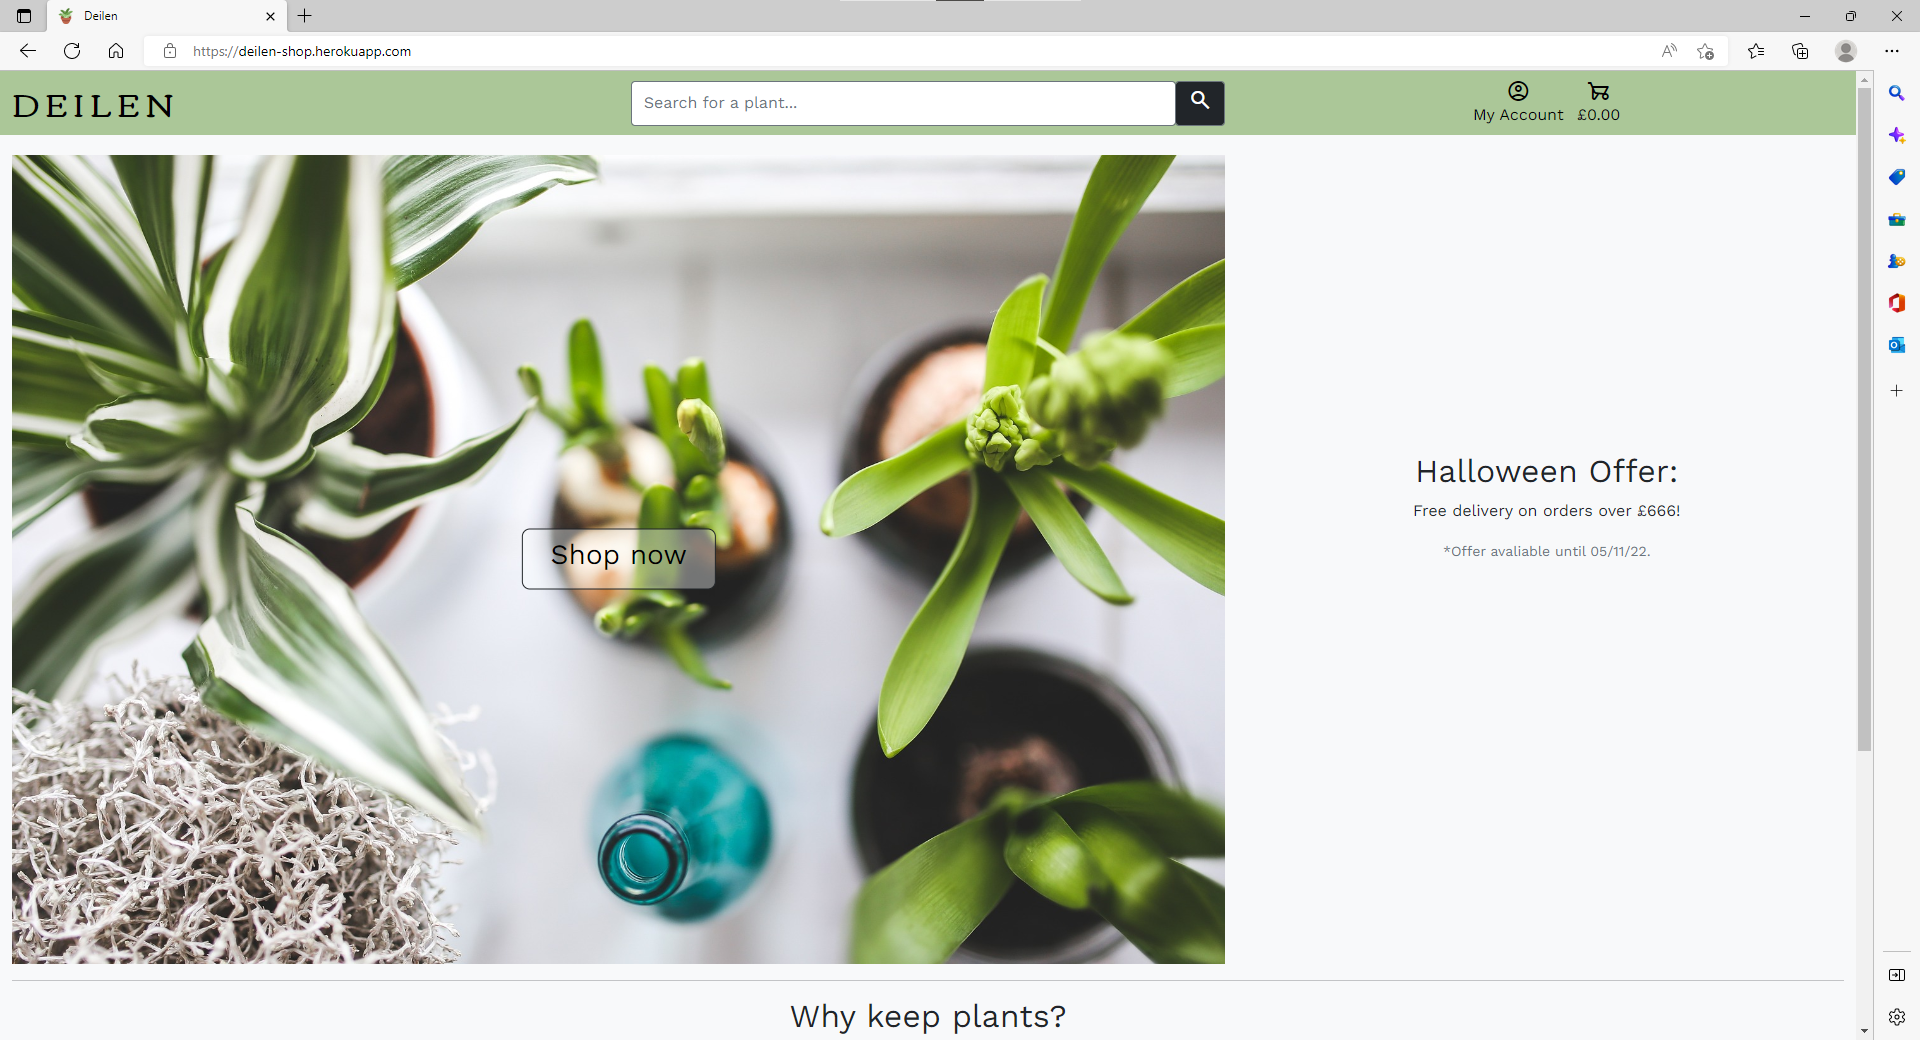 Deilen
https://deilen-shop.herokuapp.com
DEILEN
Search for a plant...
My Account
£0.00
Shop now
Halloween Offer:
Free delivery on orders over £666!
*Offer avaliable until 05/11/22.
Why keep plants?